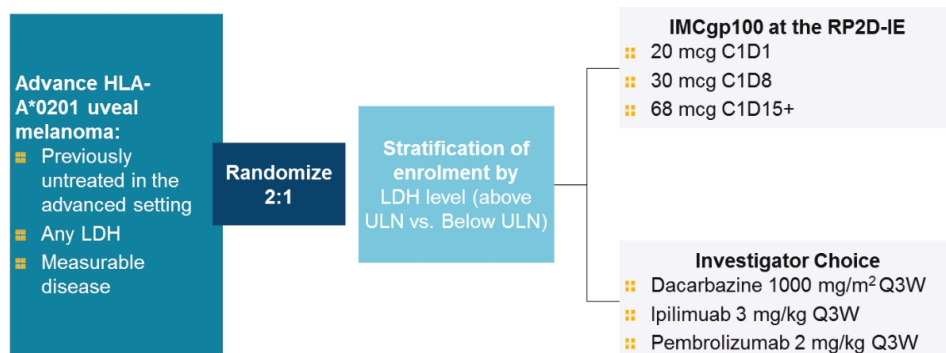 Advance HLA-
A*0201 uveal
melanoma:
Previously
untreated in the
advanced setting
Any LDH
Measurable
disease
Randomize
2:1
Stratification of
enrolment by
LDH level (above
ULN vs. Below ULN)
IMCgp100 at the RP2D-IE
20 mcg C1D1
30 mcg C1D8
68 mcg C1D15+
Investigator Choice
Dacarbazine 1000 mg/m² Q3W
Ipilimuab 3 mg/kg Q3W
Pembrolizumab 2 mg/kg Q3W